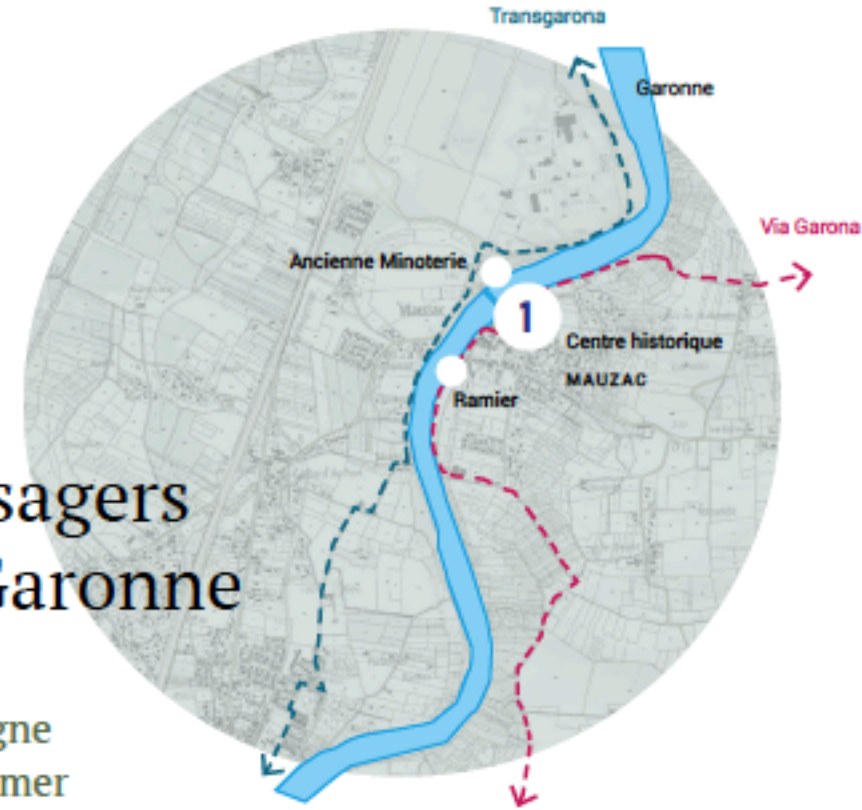 Transgarona
Garonne
Via Garona
Ancienne Minoterie
1
Centre historique
MAUZAC
Ramier
sagers
Garonne
gne
mer